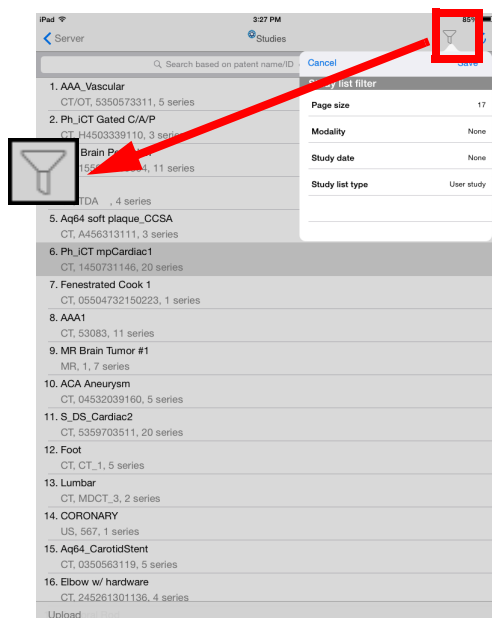 iPad 3:27 PM 85%
Server Studies
Search based on patent name/ID
Cancel Save
Study list filter
Page size 17
Modality None
Study date None
Study list type User study
1. AAA_Vascular
CT/OT, 5350573311, 5 series
2. Ph_iCT Gated C/A/P
CT, H4503339110, 3 series
Brain
11 series
TDA , 4 series
5. Aq64 soft plaque_CCSA
CT, A456313111, 3 series
6. Ph_iCT mpCardiac1
CT, 1450731146, 20 series
7. Fenestrated Cook 1
CT, 05504732150223, 1 series
8. AAA1
CT, 53083, 11 series
9. MR Brain Tumor #1
MR, 1, 7 series
10. ACA Aneurysm
CT, 04532039160, 5 series
11. S_DS_Cardiac2
CT, 5359703511, 20 series
12. Foot
CT, CT_1, 5 series
13. Lumbar
CT, MDCT_3, 2 series
14. CORONARY
US, 567, 1 series
15. Aq64_CarotidStent
CT, 0350563119, 5 series
16. Elbow w/ hardware
CT, 245261301136, 4 series
Upload